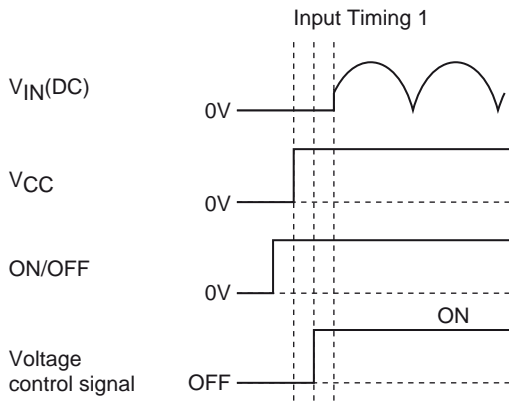 Input Timing 1
VIN(DC)
0V
VCC
0V
ON/OFF
0V
ON
Voltage
control signal
OFF